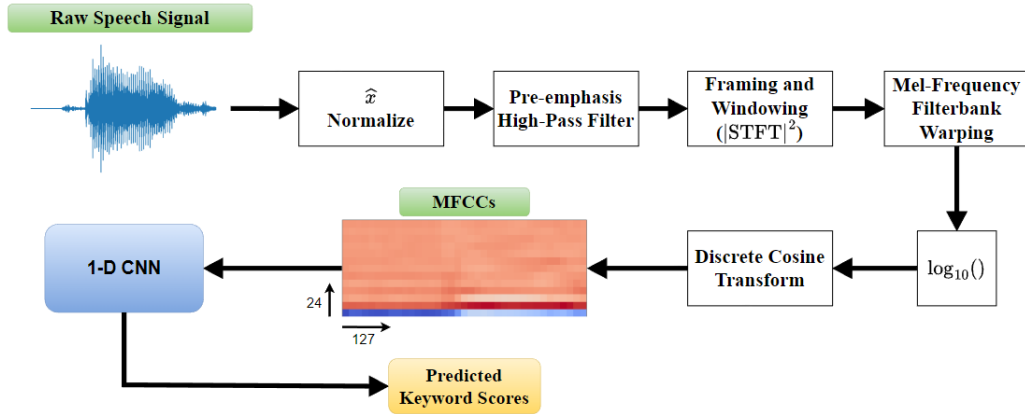 Raw Speech Signal
$\widehat{x}$
Normalize
Pre-emphasis
High-Pass Filter
Framing and
Windowing
(|STFT|²)
Mel-Frequency
Filterbank
Warping
log₁₀()
Discrete Cosine
Transform
MFCCs
24
127
1-D CNN
Predicted
Keyword Scores